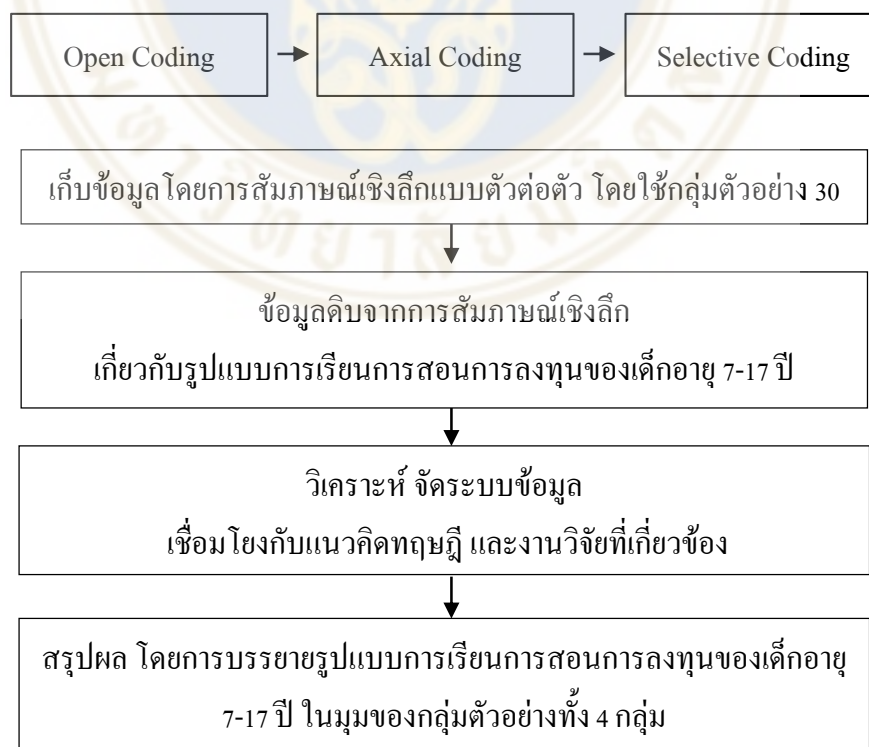 Open Coding
Axial Coding
Selective Coding
เก็บข้อมูลโดยการสัมภาษณ์เชิงลึกแบบตัวต่อตัว โดยใช้กลุ่มตัวอย่าง 30
ข้อมูลดิบจากการสัมภาษณ์เชิงลึก
เกี่ยวกับรูปแบบการเรียนการสอนการลงทุนของเด็กอายุ 7-17 ปี
วิเคราะห์ จัดระบบข้อมูล
เชื่อมโยงกับแนวคิดทฤษฎี และงานวิจัยที่เกี่ยวข้อง
สรุปผล โดยการบรรยายรูปแบบการเรียนการสอนการลงทุนของเด็กอายุ
7-17 ปี ในมุมของกลุ่มตัวอย่างทั้ง 4 กลุ่ม